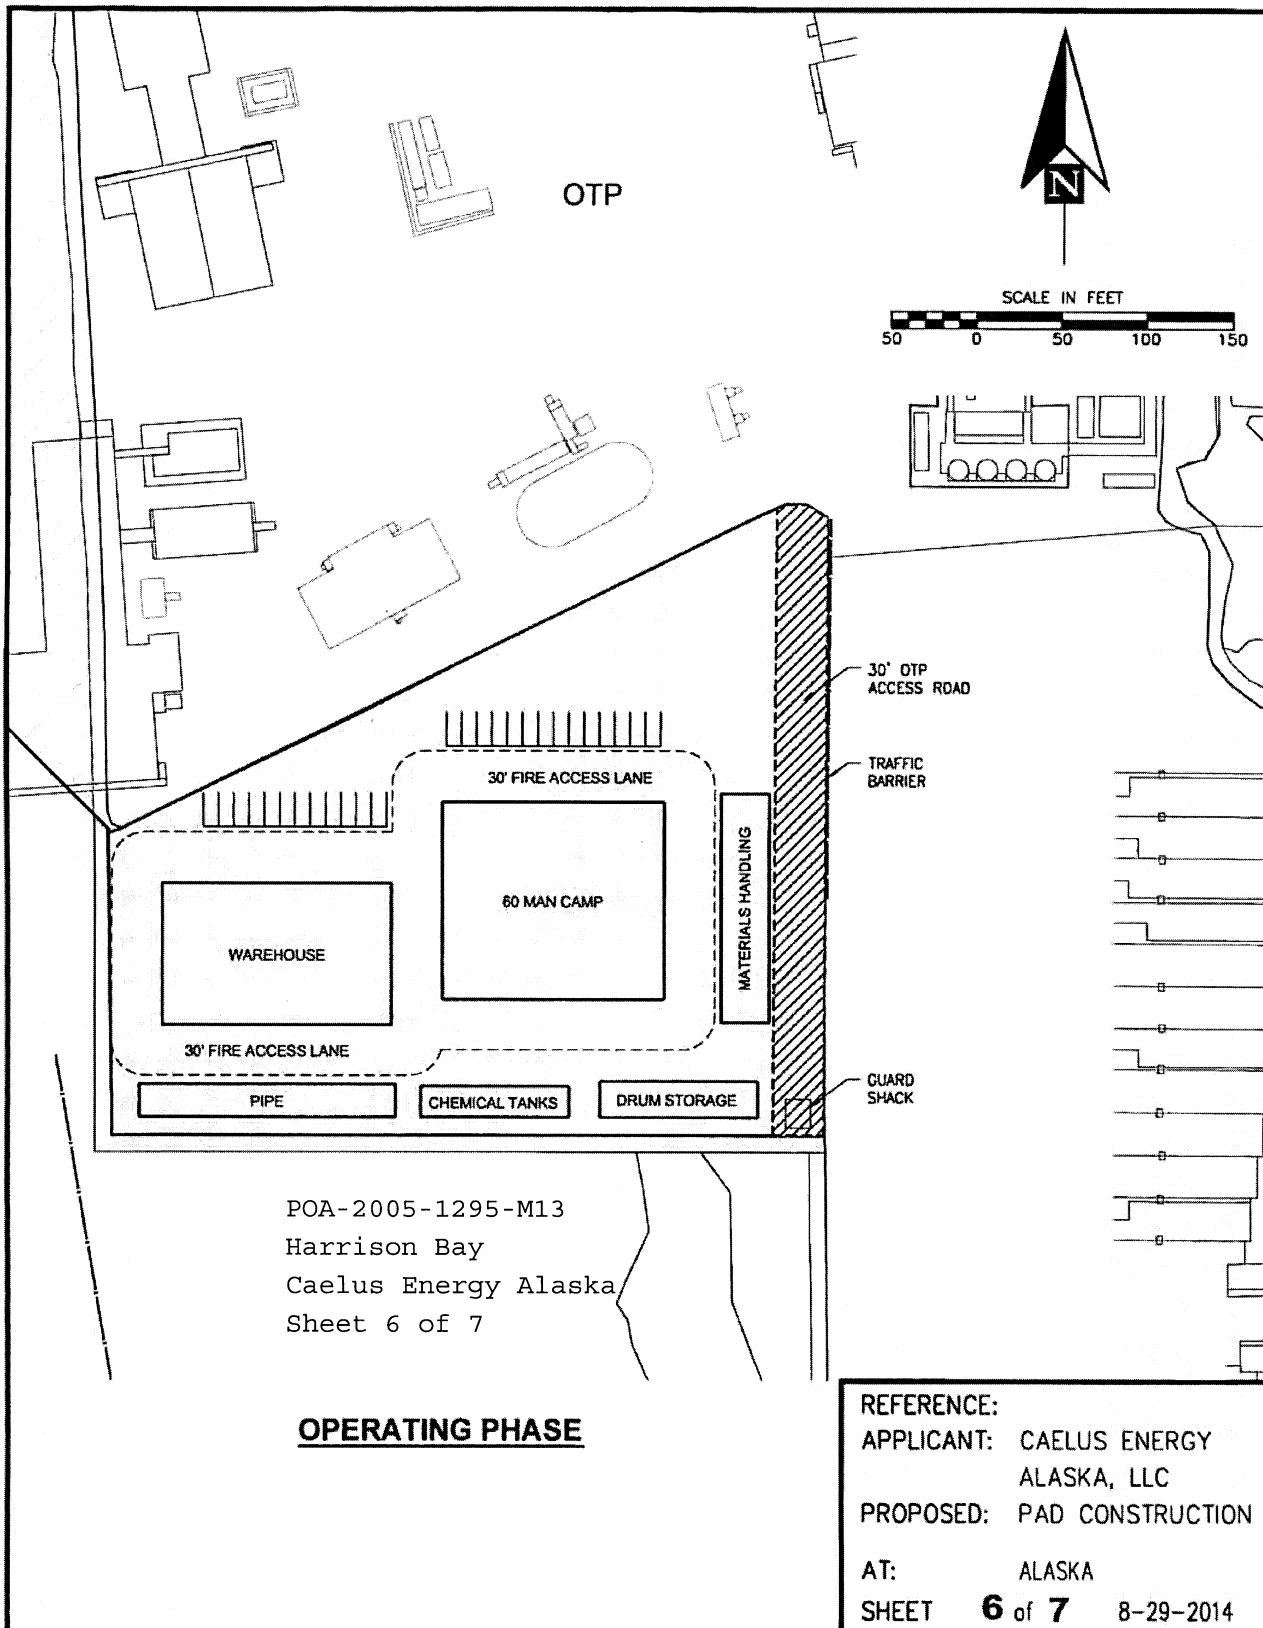 OTP
N
SCALE IN FEET
50 0 50 100 150
30' OTP
ACCESS ROAD
TRAFFIC
BARRIER
30' FIRE ACCESS LANE
60 MAN CAMP
MATERIALS HANDLING
WAREHOUSE
30' FIRE ACCESS LANE
PIPE
CHEMICAL TANKS
DRUM STORAGE
GUARD
SHACK
POA-2005-1295-M13
Harrison Bay
Caelus Energy Alaska
Sheet 6 of 7
OPERATING PHASE
REFERENCE:
APPLICANT: CAELUS ENERGY
ALASKA, LLC
PROPOSED: PAD CONSTRUCTION
AT: ALASKA
SHEET 6 of 7 8-29-2014